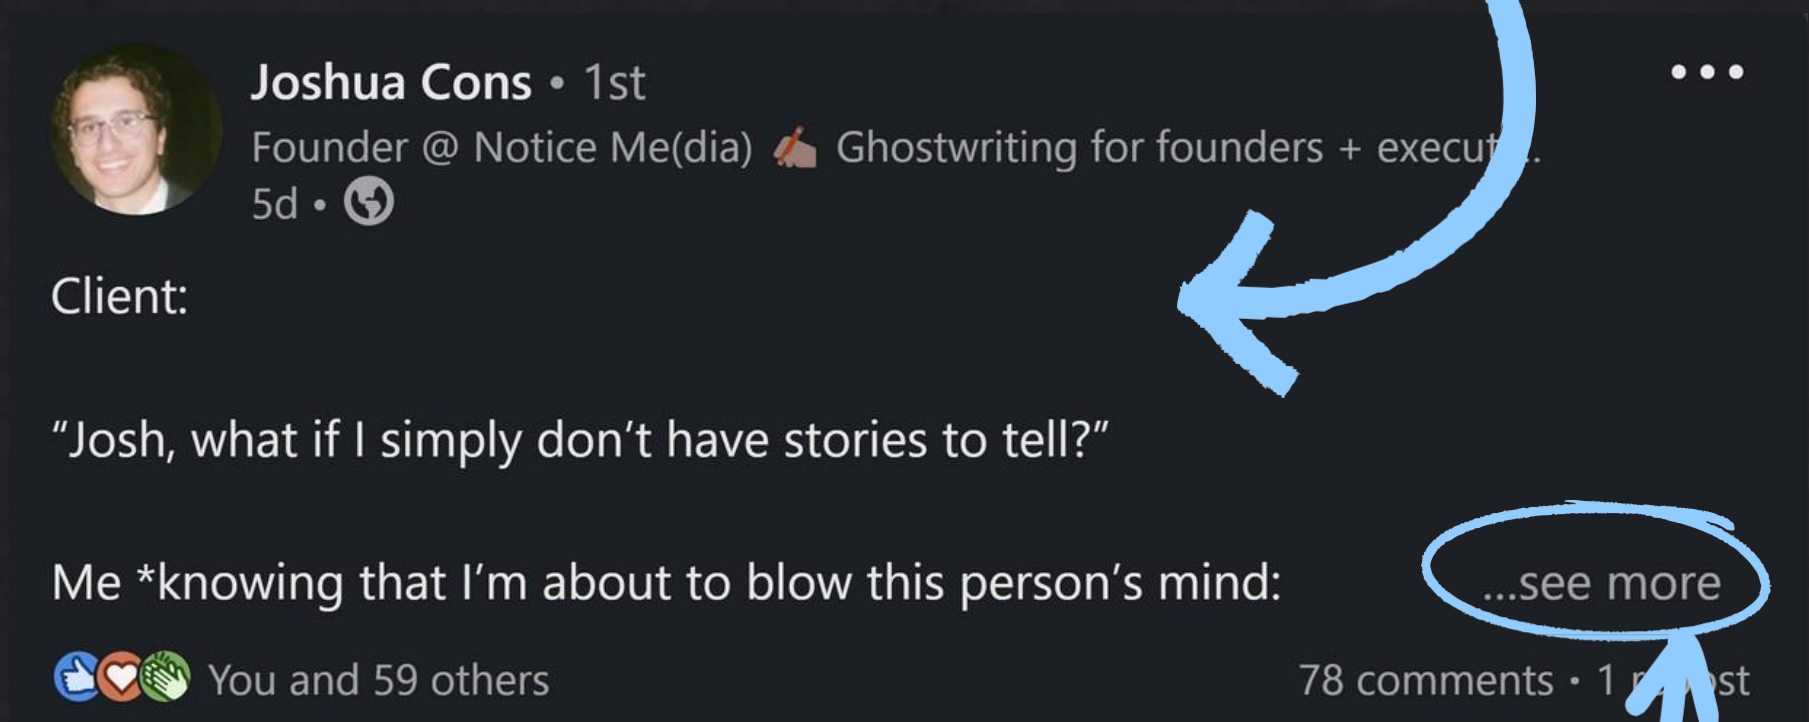 Joshua Cons • 1st
Founder @ Notice Me(dia) ✍🏽 Ghostwriting for founders + execut...
5d •
Client:
“Josh, what if I simply don’t have stories to tell?”
Me *knowing that I’m about to blow this person’s mind:
...see more
You and 59 others
78 comments • 1